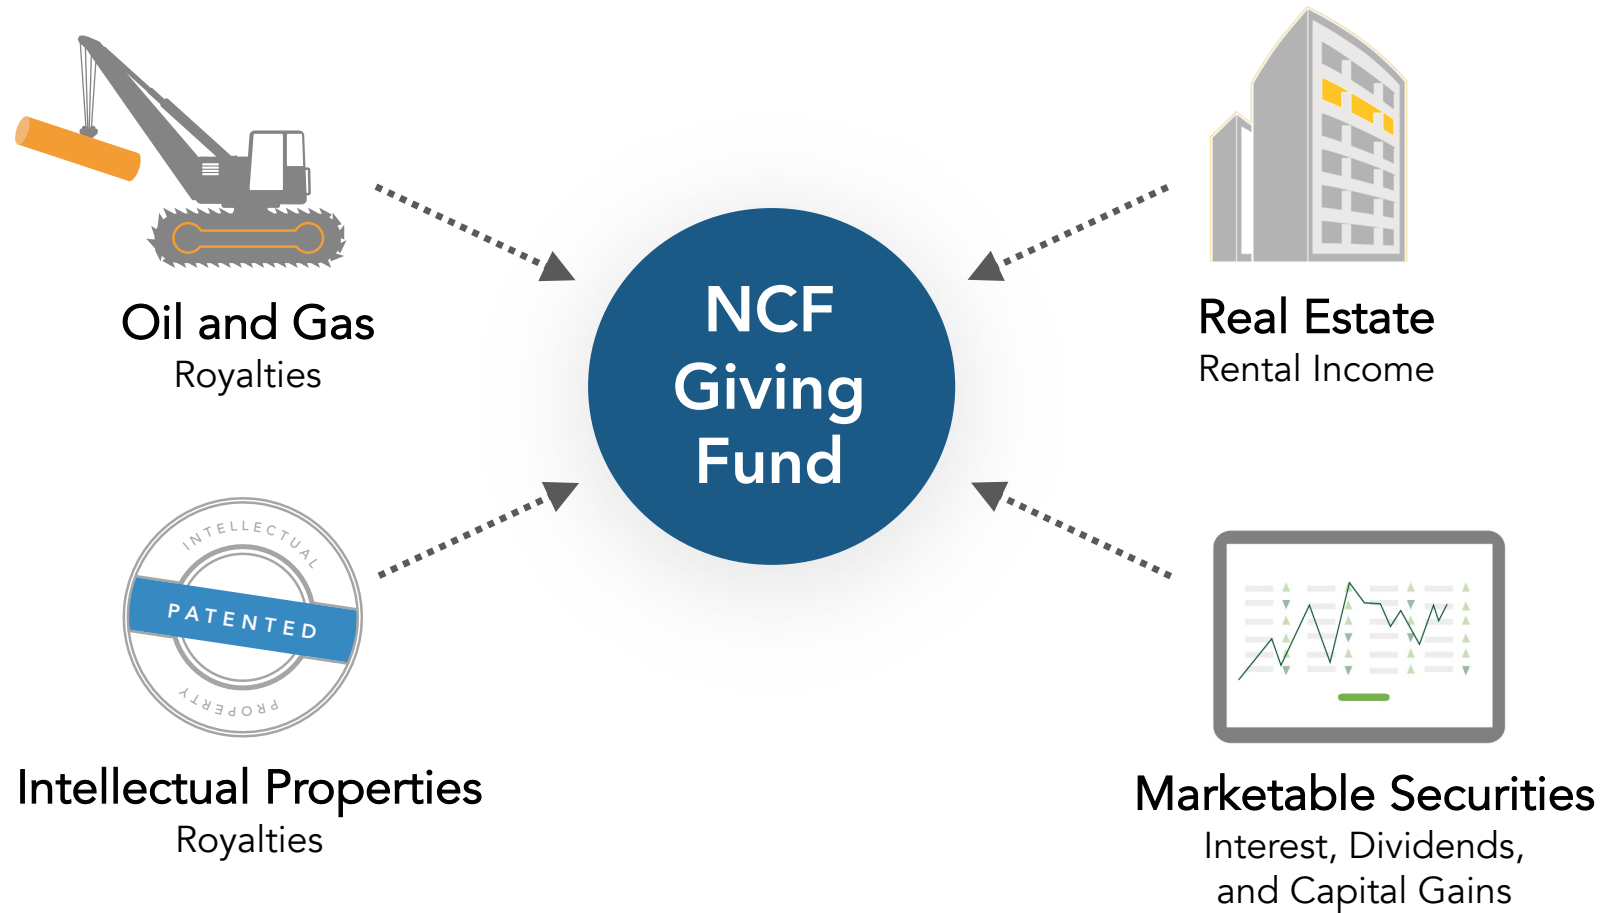 Oil and Gas
Royalties
NCF
Giving
Fund
Real Estate
Rental Income
INTELLECTUAL
PATENTED
PROPERTY
Intellectual Properties
Royalties
Marketable Securities
Interest, Dividends,
and Capital Gains